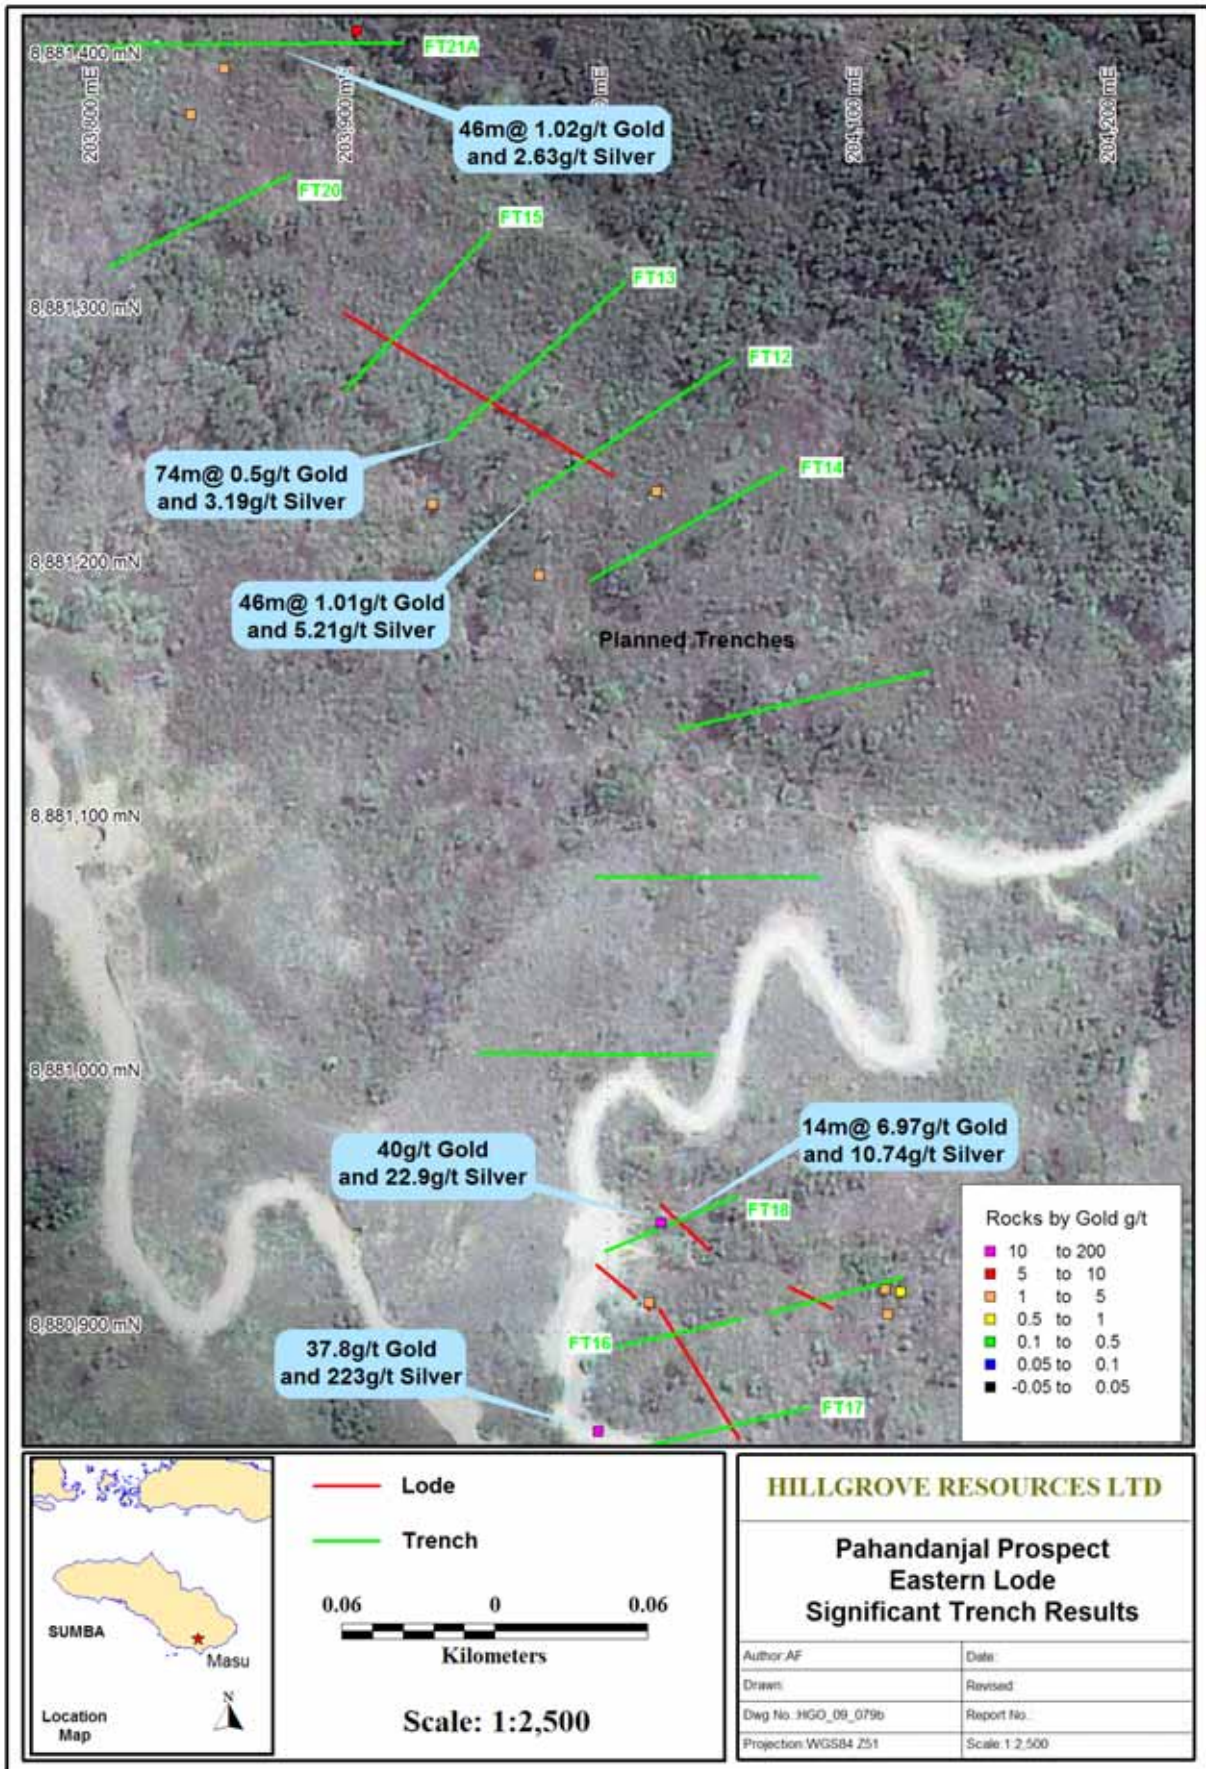 8,881,400 mN
203,800 mE
203,900 mE
mE
204,100 mE
204,200 mE
FT21A
46m@ 1.02g/t Gold
and 2.63g/t Silver
FT20
FT15
FT13
8,881,300 mN
FT12
74m@ 0.5g/t Gold
and 3.19g/t Silver
FT14
8,881,200 mN
46m@ 1.01g/t Gold
and 5.21g/t Silver
Planned Trenches
8,881,100 mN
8,881,000 mN
40g/t Gold
and 22.9g/t Silver
14m@ 6.97g/t Gold
and 10.74g/t Silver
FT18
8,880,900 mN
FT16
37.8g/t Gold
and 223g/t Silver
FT17
Rocks by Gold g/t
10 to 200
5 to 10
1 to 5
0.5 to 1
0.1 to 0.5
0.05 to 0.1
-0.05 to 0.05
SUMBA
Masu
N
Location
Map
Lode
Trench
0.06 0 0.06
Kilometers
Scale: 1:2,500
HILLGROVE RESOURCES LTD
Pahandanjal Prospect
Eastern Lode
Significant Trench Results
Author:AF
Date:
Drawn:
Revised
Dwg No.:HGO_09_079b
Report No.:
Projection:WGS84 Z51
Scale:1:2,500